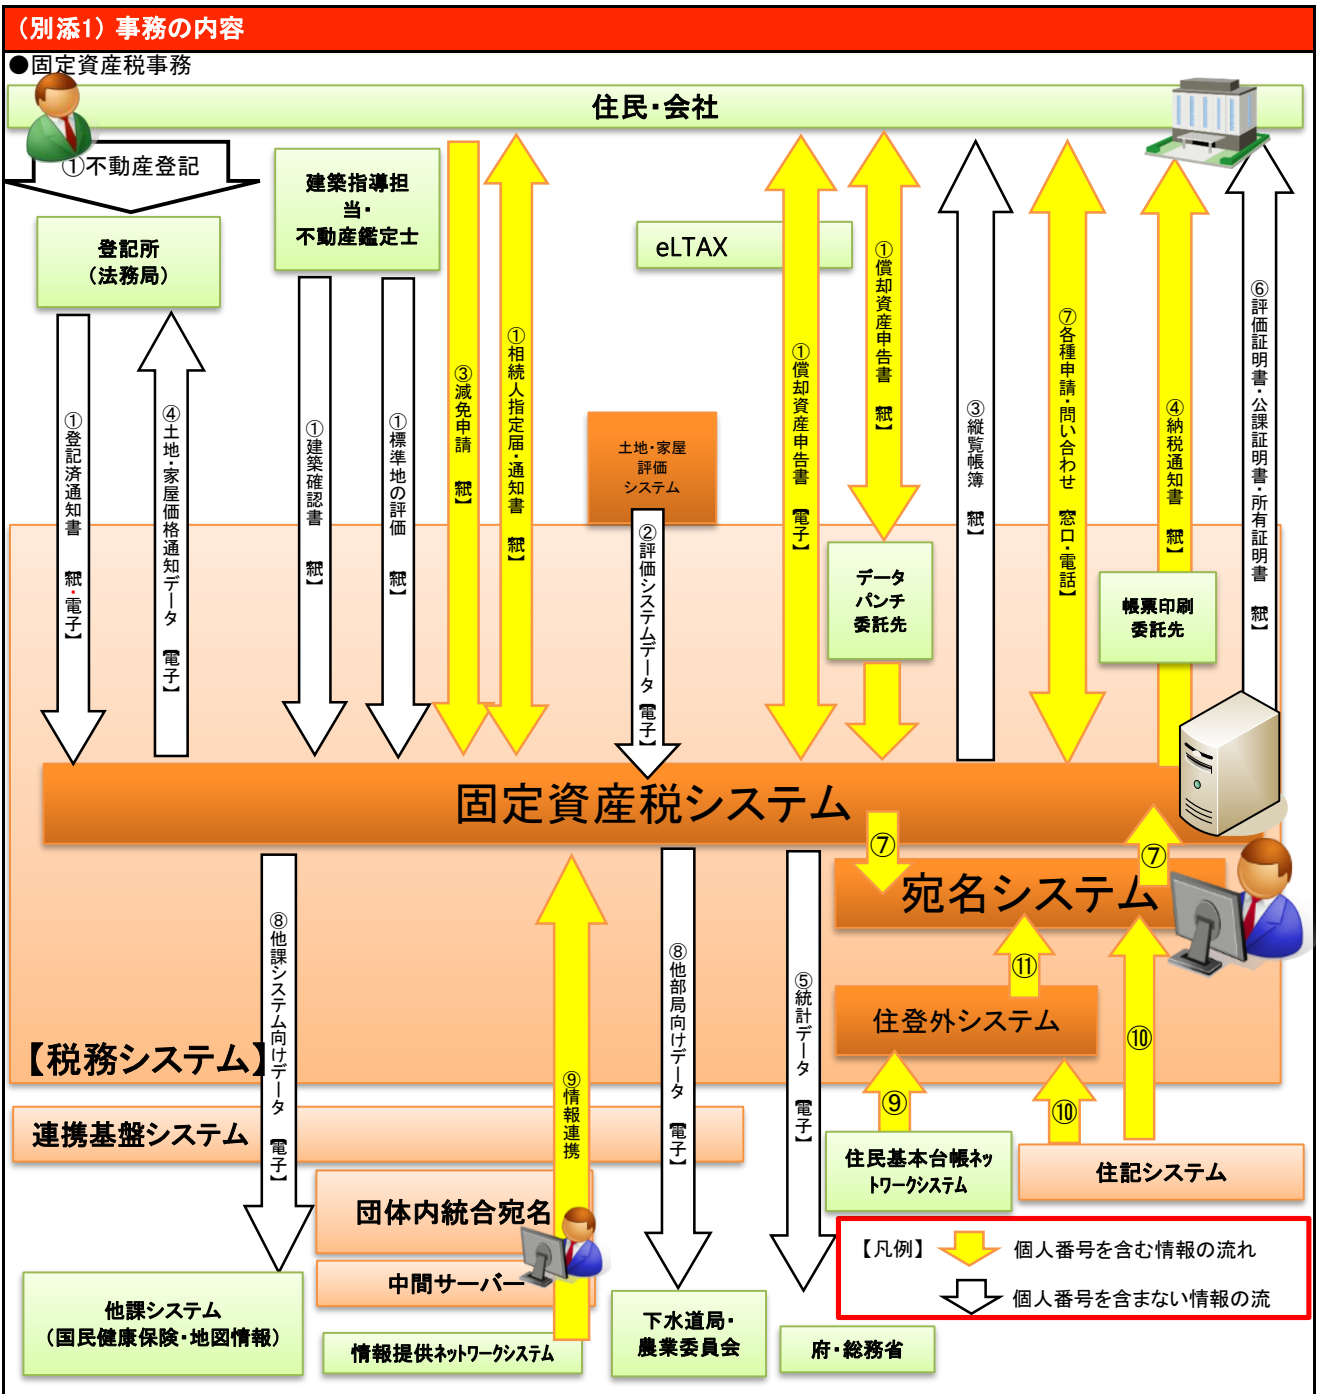 （別添1）事務の内容
●固定資産税事務
住民・会社
①不動産登記
登記所
（法務局）
建築指導担
当・
不動産鑑定士
eLTAX
①登記済通知書　【紙・電子】
④土地・家屋価格通知データ　【電子】
①建築確認書　【紙】
①標準地の評価　【紙】
③減免申請　【紙】
①相続人指定届・通知書　【紙】
土地・家屋
評価
システム
②評価システムデータ　【電子】
①償却資産申告書　【電子】
①償却資産申告書　【紙】
データ
パンチ
委託先
③縦覧帳簿　【紙】
⑦各種申請・問い合わせ　【窓口・電話】
④納税通知書　【紙】
帳票印刷
委託先
⑥評価証明書・公課証明書・所有証明書　【紙】
固定資産税システム
⑦
⑦
宛名システム
⑪
住登外システム
⑩
⑨
⑩
【税務システム】
⑧他課システム向けデータ　【電子】
⑨情報連携
⑧他部局向けデータ　【電子】
⑤統計データ　【電子】
連携基盤システム
住民基本台帳ネッ
トワークシステム
住記システム
団体内統合宛名
中間サーバー
情報提供ネットワークシステム
他課システム
（国民健康保険・地図情報）
下水道局・
農業委員会
府・総務省
【凡例】
個人番号を含む情報の流れ
個人番号を含まない情報の流